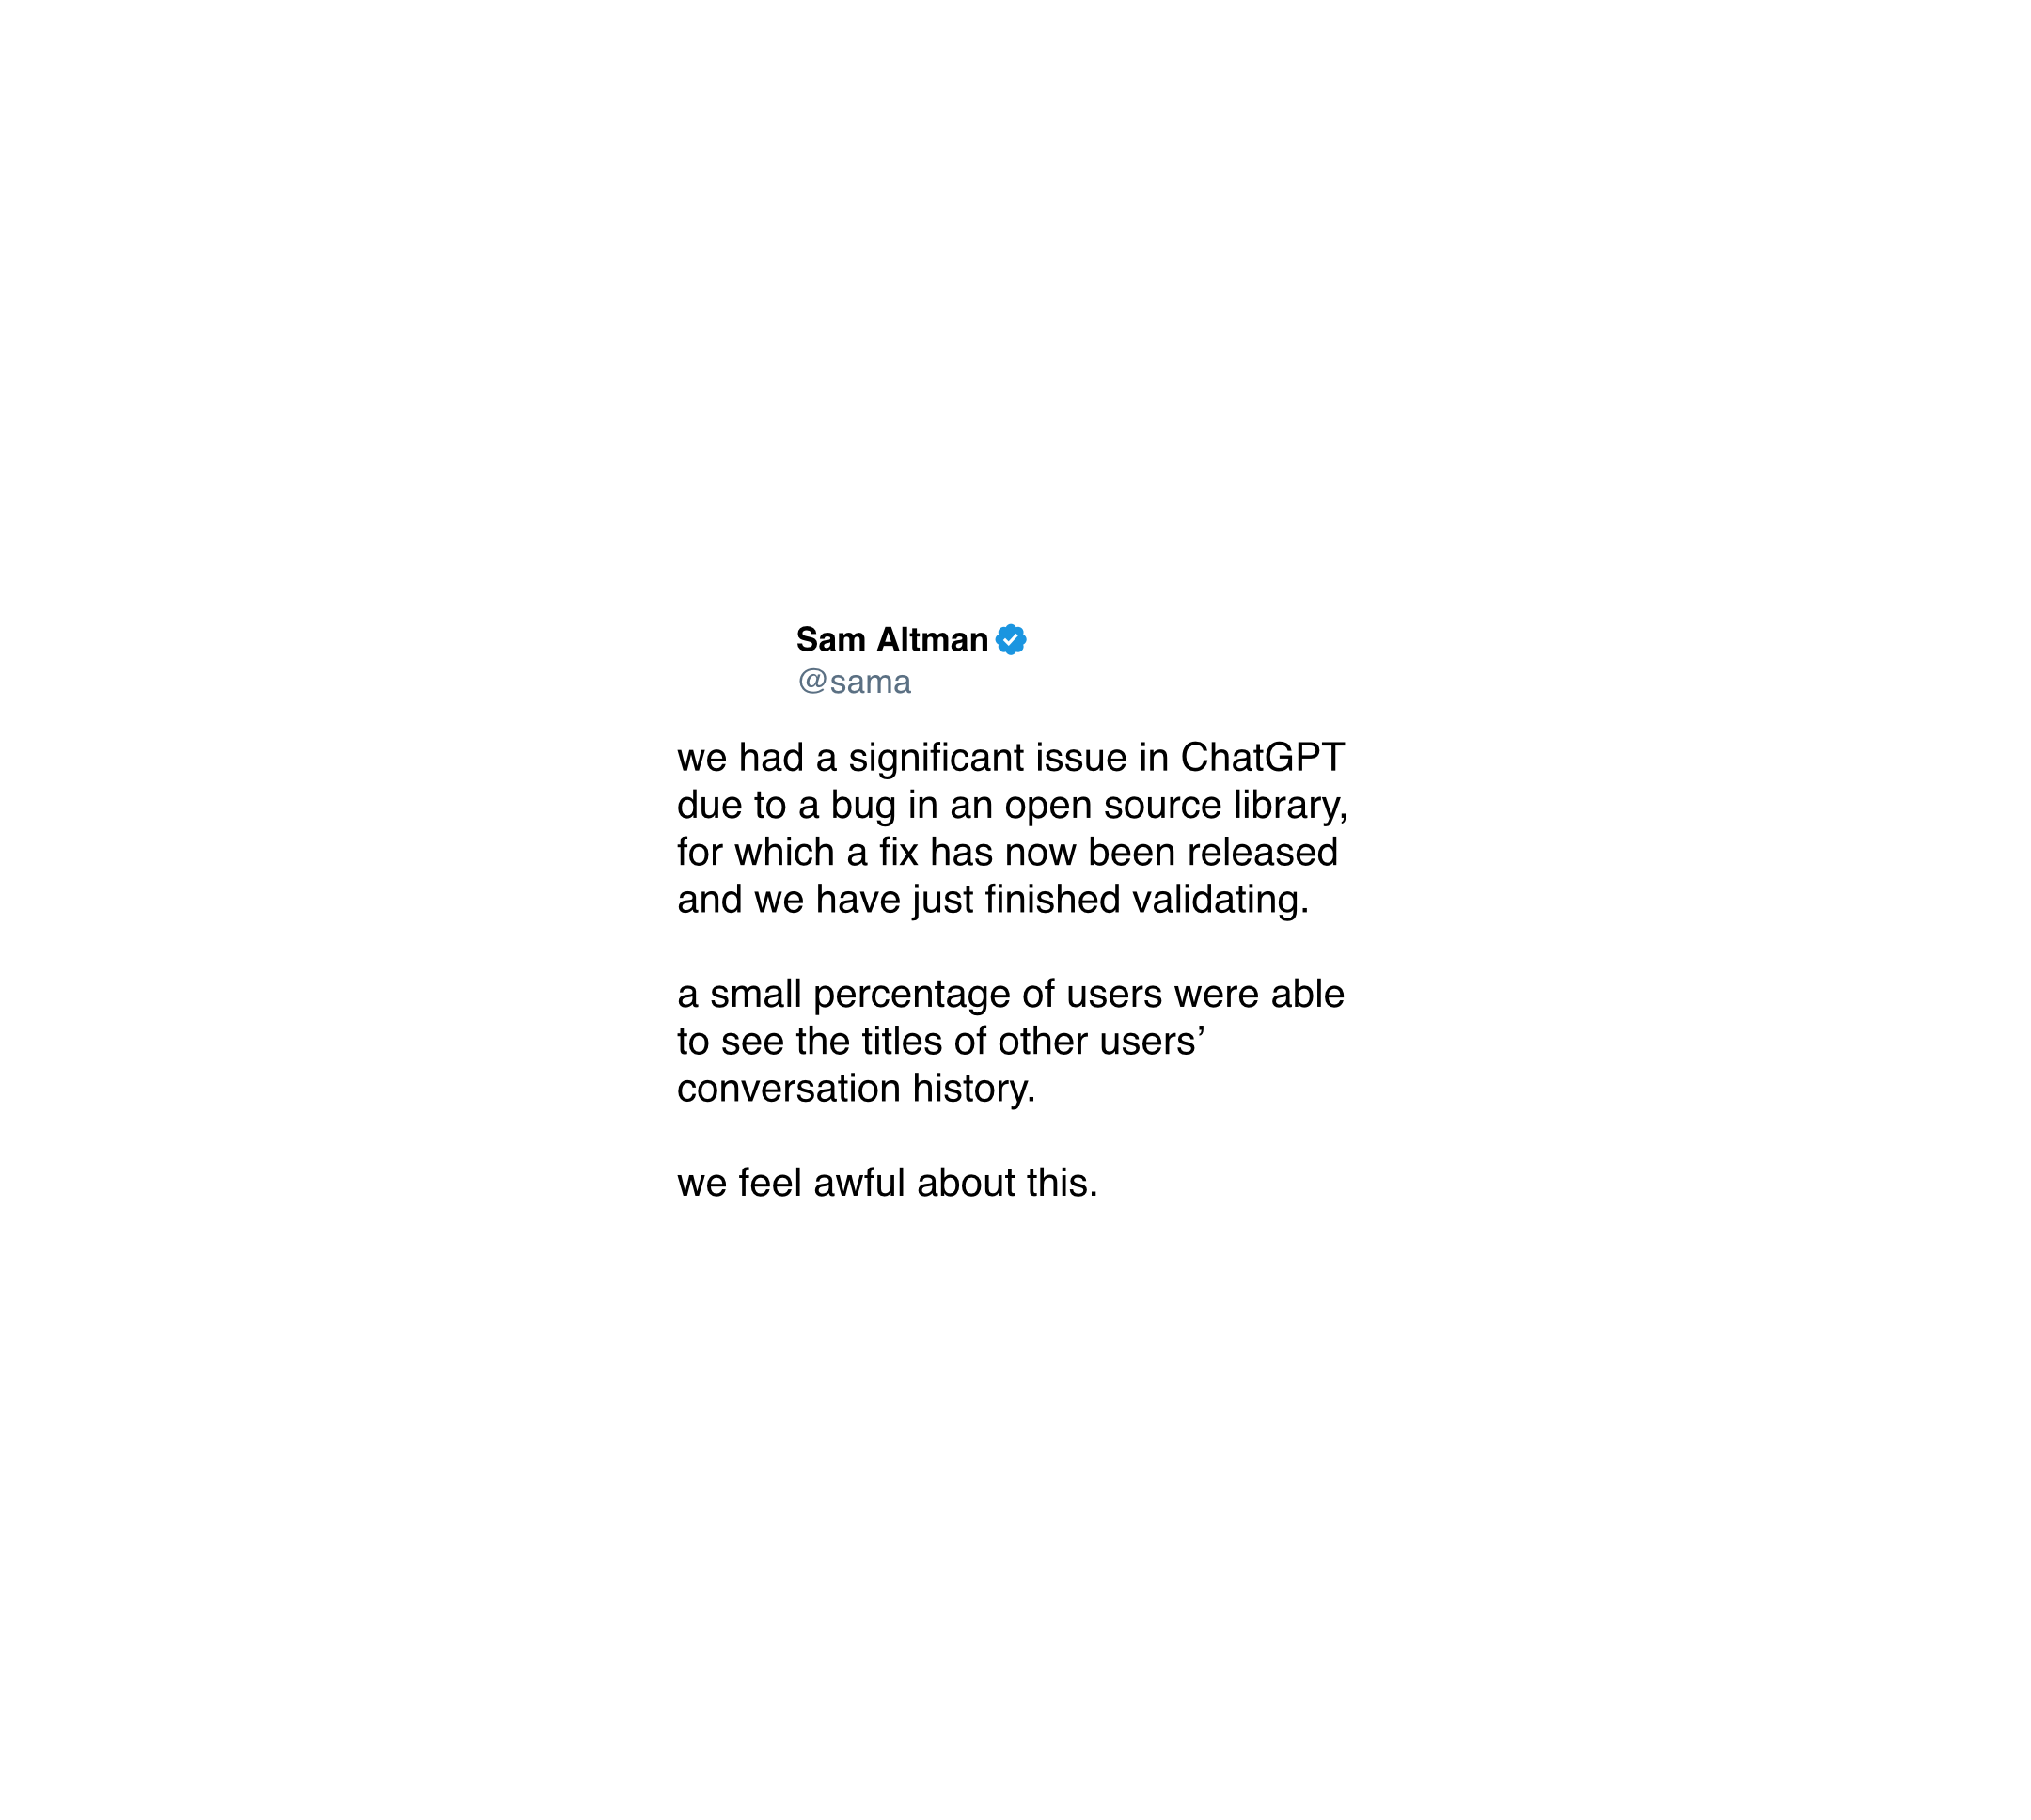 Sam Altman
@sama
we had a significant issue in ChatGPT
due to a bug in an open source library,
for which a fix has now been released
and we have just finished validating.
a small percentage of users were able
to see the titles of other users’
conversation history.
we feel awful about this.